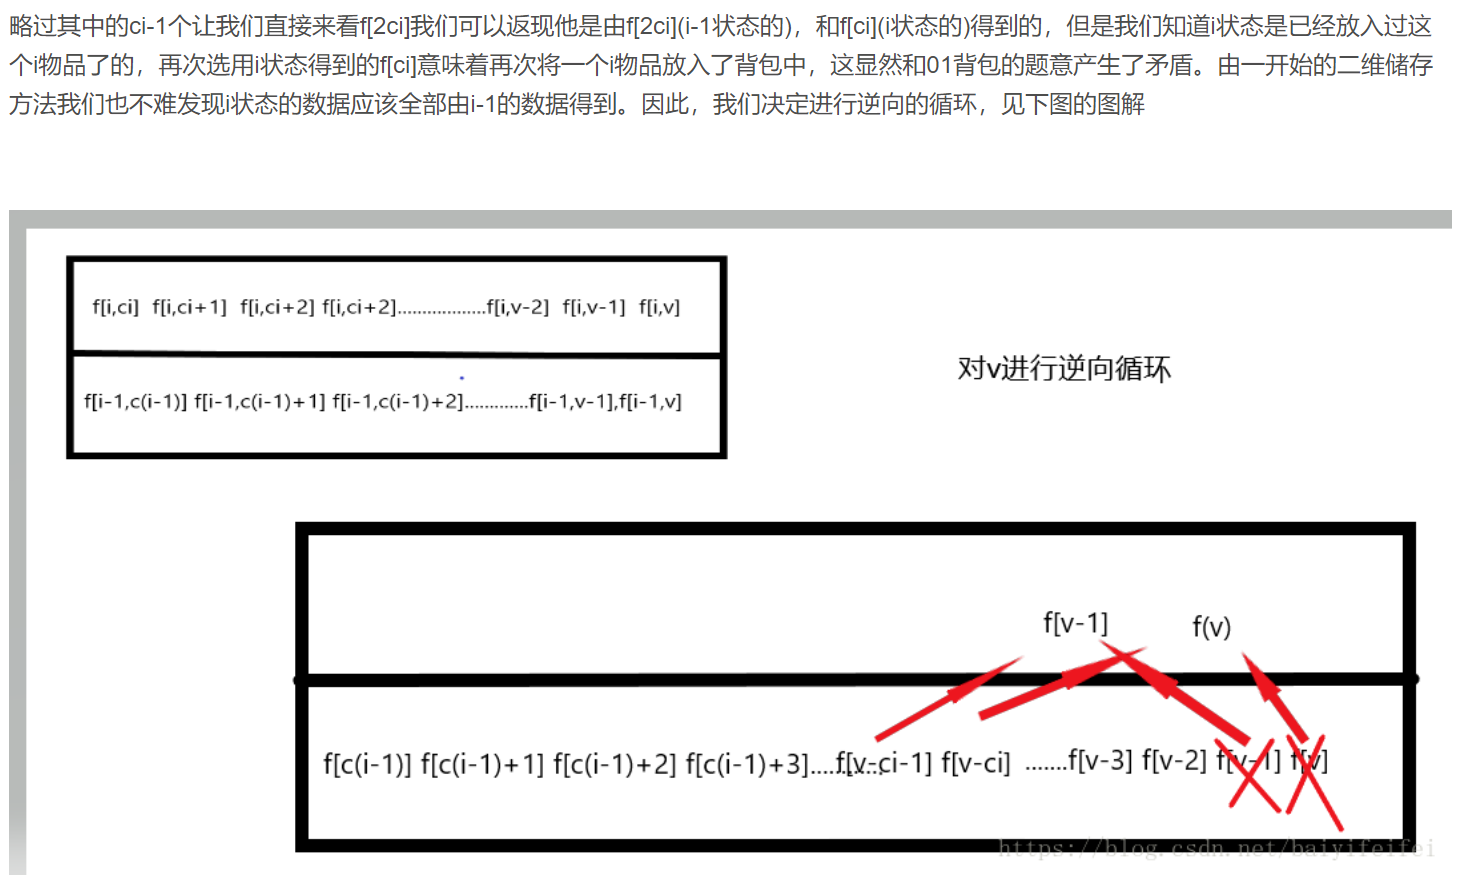 略过其中的ci-1个让我们直接来看f[2ci]我们可以返现他是由f[2ci](i-1状态的)，和f[ci](i状态的)得到的，但是我们知道i状态是已经放入过这
个i物品了的，再次选用i状态得到的f[ci]意味着再次将一个i物品放入了背包中，这显然和01背包的题意产生了矛盾。由一开始的二维储存
方法我们也不难发现i状态的数据应该全部由i-1的数据得到。因此，我们决定进行逆向的循环，见下图的图解
f[i,ci] f[i,ci+1] f[i,ci+2] f[i,ci+2]..................f[i,v-2] f[i,v-1] f[i,v]
f[i-1,c(i-1)] f[i-1,c(i-1)+1] f[i-1,c(i-1)+2].............f[i-1,v-1],f[i-1,v]
对v进行逆向循环
f[v-1] f(v)
f[c(i-1)] f[c(i-1)+1] f[c(i-1)+2] f[c(i-1)+3]..........f[v-ci-1] f[v-ci] .......f[v-3] f[v-2] f[v-1] f[v]
https://blog.csdn.net/baiyifeifei